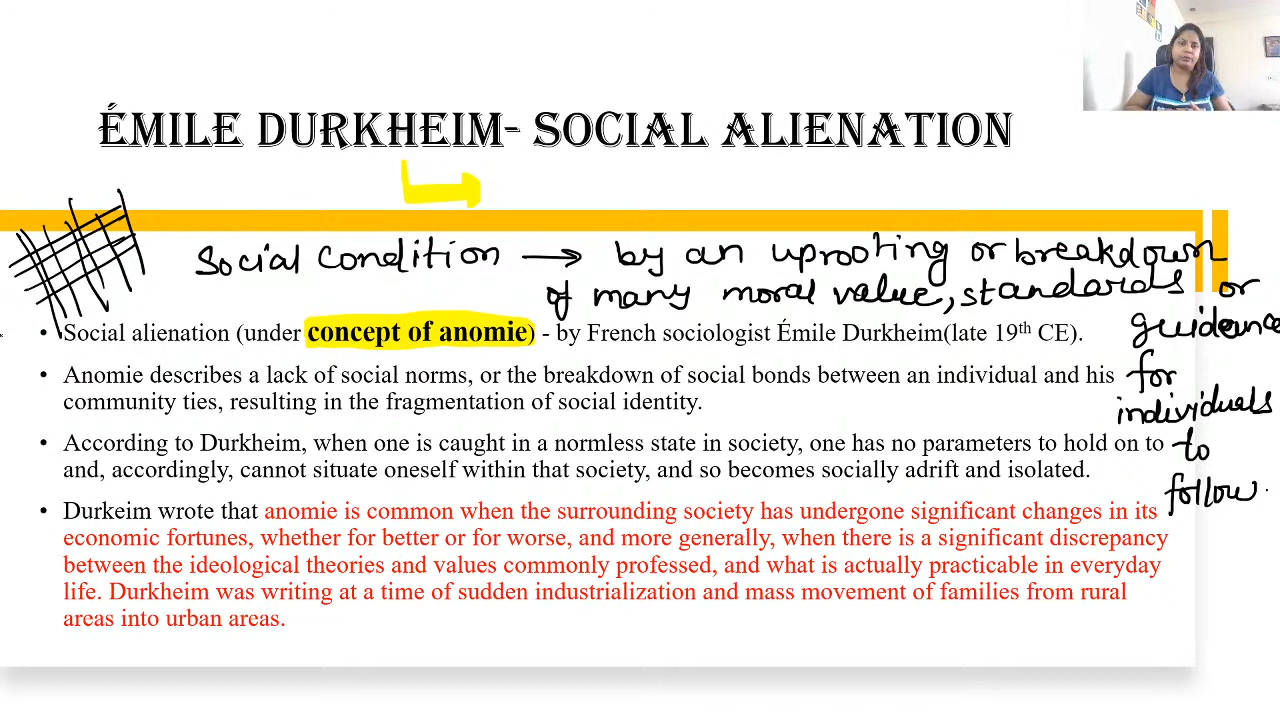 ÉMILE DURKHEIM- SOCIAL ALIENATION
Social condition → by an uprooting or breakdown
of many moral value, standards or
guidence
for
individuals
to
follow.
• Social alienation (under concept of anomie) - by French sociologist Émile Durkheim(late 19th CE).
• Anomie describes a lack of social norms, or the breakdown of social bonds between an individual and his
community ties, resulting in the fragmentation of social identity.
• According to Durkheim, when one is caught in a normless state in society, one has no parameters to hold on to
and, accordingly, cannot situate oneself within that society, and so becomes socially adrift and isolated.
• Durkeim wrote that anomie is common when the surrounding society has undergone significant changes in its
economic fortunes, whether for better or for worse, and more generally, when there is a significant discrepancy
between the ideological theories and values commonly professed, and what is actually practicable in everyday
life. Durkheim was writing at a time of sudden industrialization and mass movement of families from rural
areas into urban areas.